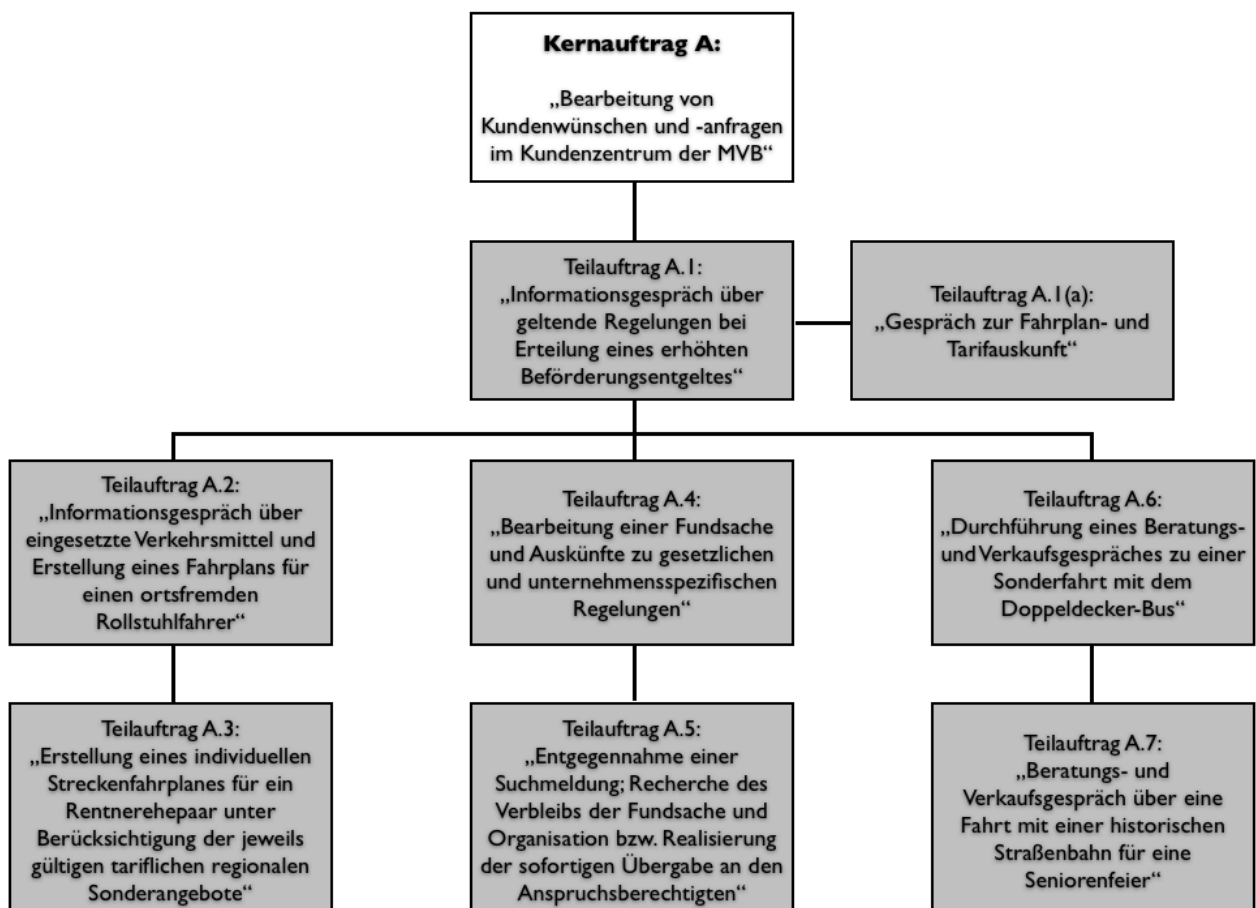 Kernauftrag A:
„Bearbeitung von
Kundenwünschen und -anfragen
im Kundenzentrum der MVB“
Teilauftrag A.1:
„Informationsgespräch über
geltende Regelungen bei
Erteilung eines erhöhten
Beförderungsentgeltes“
Teilauftrag A.1(a):
„Gespräch zur Fahrplan- und
Tarifauskunft“
Teilauftrag A.2:
„Informationsgespräch über
eingesetzte Verkehrsmittel und
Erstellung eines Fahrplans für
einen ortsfremden
Rollstuhlfahrer“
Teilauftrag A.4:
„Bearbeitung einer Fundsache
und Auskünfte zu gesetzlichen
und unternehmensspezifischen
Regelungen“
Teilauftrag A.6:
„Durchführung eines Beratungs-
und Verkaufsgespräches zu einer
Sonderfahrt mit dem
Doppeldecker-Bus“
Teilauftrag A.3:
„Erstellung eines individuellen
Streckenfahrplanes für ein
Rentnerehepaar unter
Berücksichtigung der jeweils
gültigen tariflichen regionalen
Sonderangebote“
Teilauftrag A.5:
„Entgegennahme einer
Suchmeldung; Recherche des
Verbleibs der Fundsache und
Organisation bzw. Realisierung
der sofortigen Übergabe an den
Anspruchsberechtigten“
Teilauftrag A.7:
„Beratungs- und
Verkaufsgespräch über eine
Fahrt mit einer historischen
Straßenbahn für eine
Seniorenfeier“